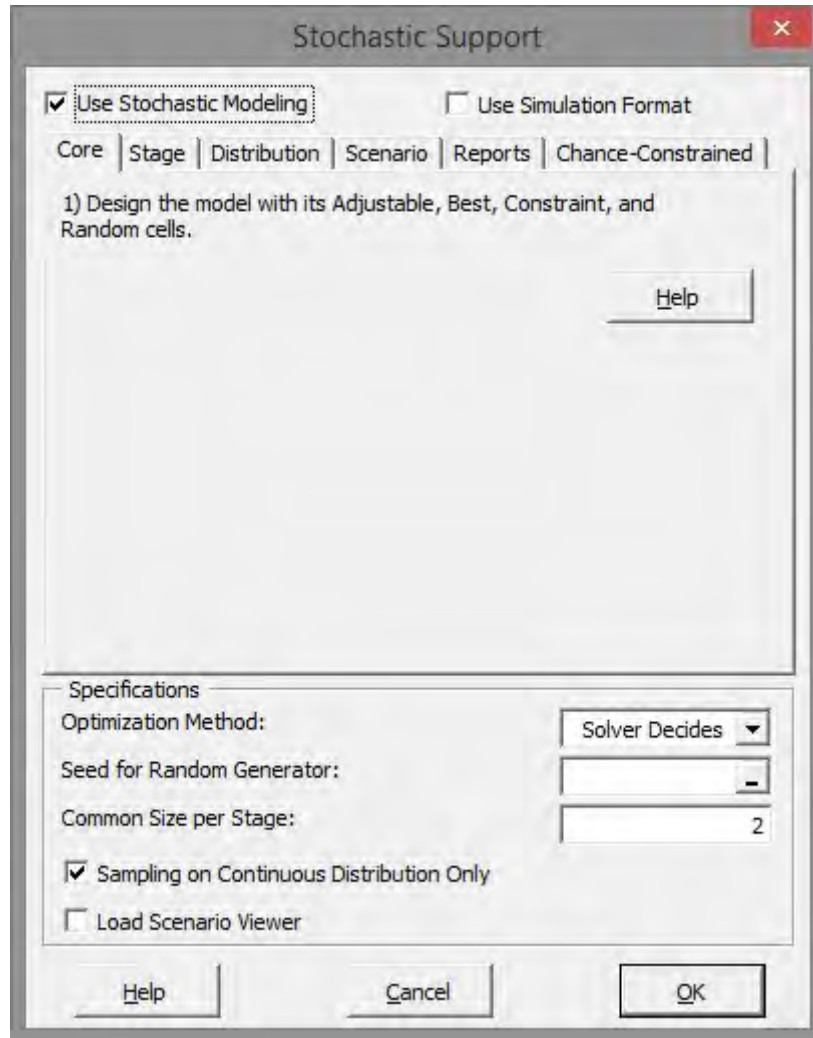 Stochastic Support
Use Stochastic Modeling Use Simulation Format
Core Stage Distribution Scenario Reports Chance-Constrained
1) Design the model with its Adjustable, Best, Constraint, and
Random cells.
Help
Specifications
Optimization Method: Solver Decides
Seed for Random Generator:
Common Size per Stage: 2
Sampling on Continuous Distribution Only
Load Scenario Viewer
Help Cancel OK